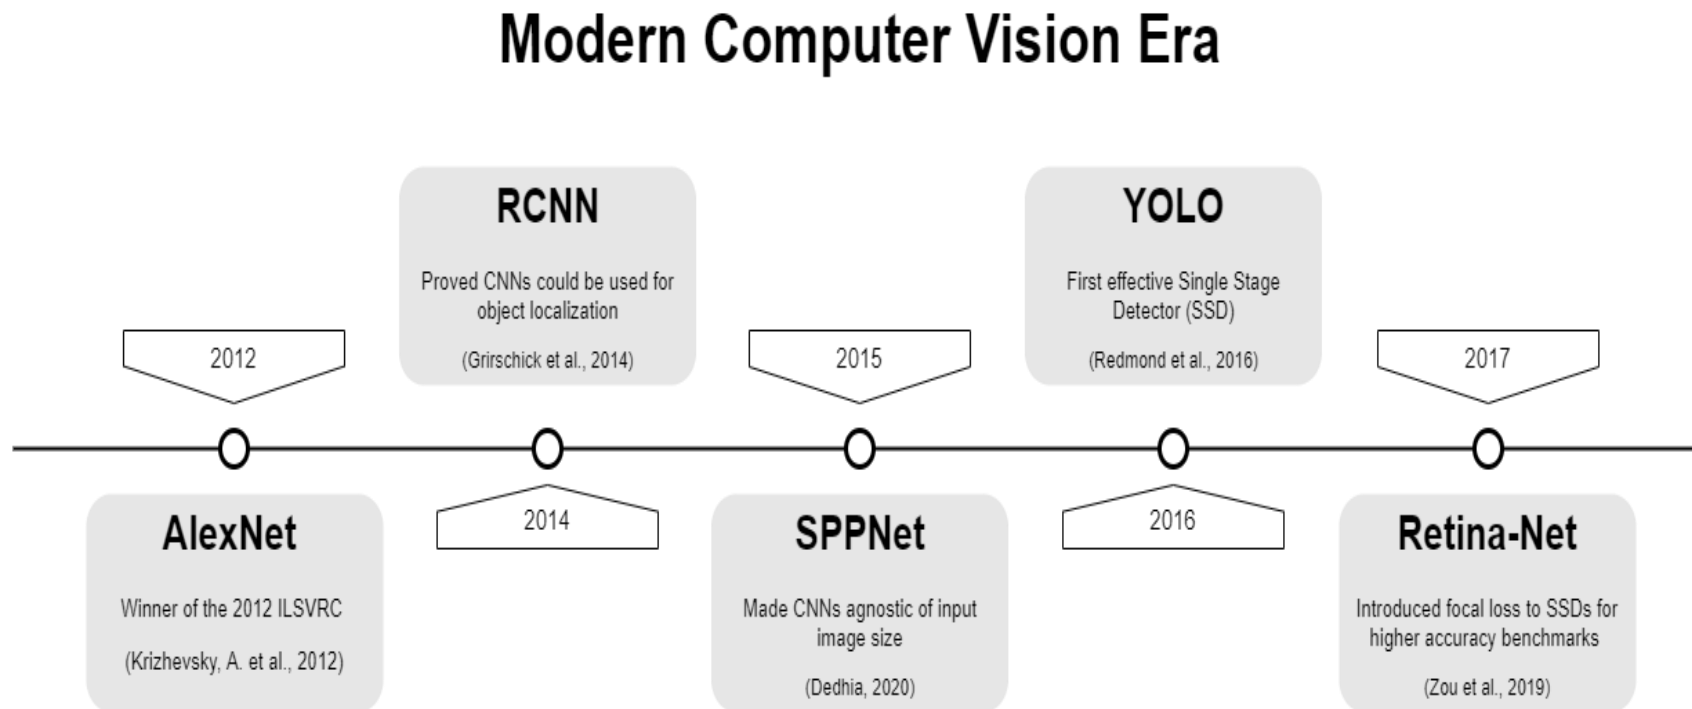 Modern Computer Vision Era
2012
AlexNet
Winner of the 2012 ILSVRC
(Krizhevsky, A. et al., 2012)
RCNN
Proved CNNs could be used for
object localization
(Grirschick et al., 2014)
2014
2015
SPPNet
Made CNNs agnostic of input
image size
(Dedhia, 2020)
YOLO
First effective Single Stage
Detector (SSD)
(Redmond et al., 2016)
2016
2017
Retina-Net
Introduced focal loss to SSDs for
higher accuracy benchmarks
(Zou et al., 2019)